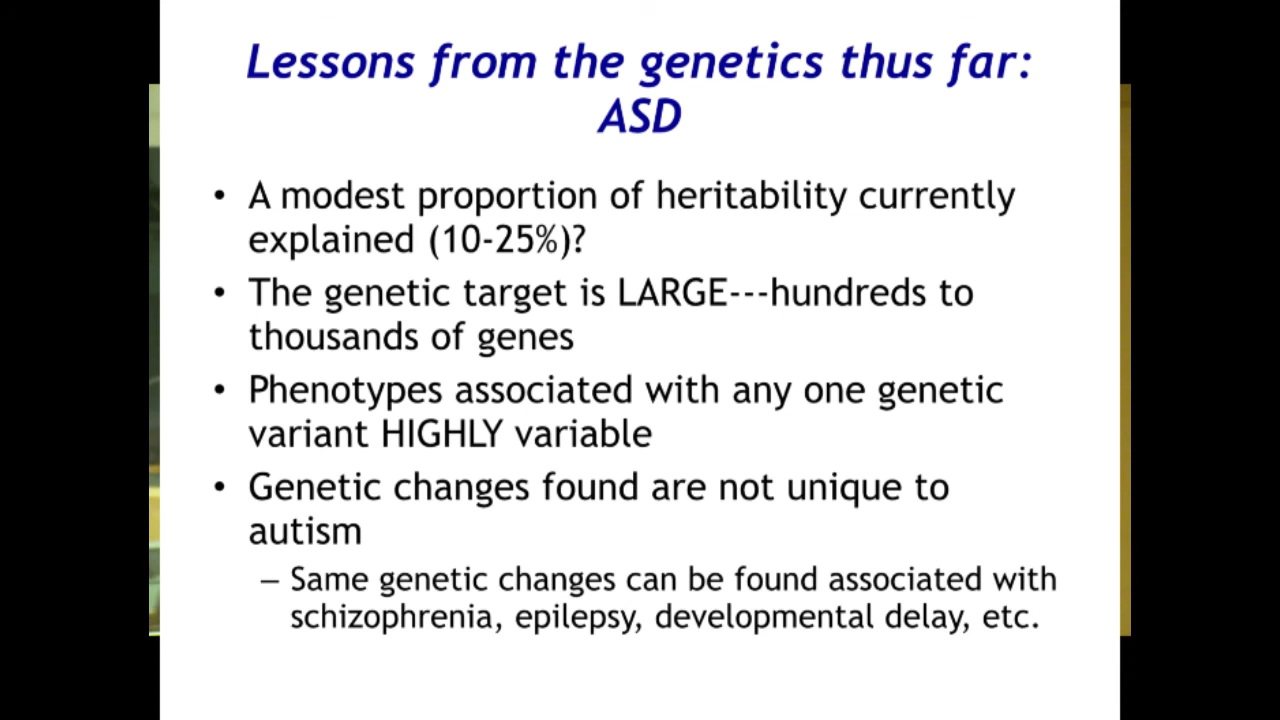 Lessons from the genetics thus far:
ASD
• A modest proportion of heritability currently
explained (10-25%)?
• The genetic target is LARGE---hundreds to
thousands of genes
• Phenotypes associated with any one genetic
variant HIGHLY variable
• Genetic changes found are not unique to
autism
– Same genetic changes can be found associated with
schizophrenia, epilepsy, developmental delay, etc.